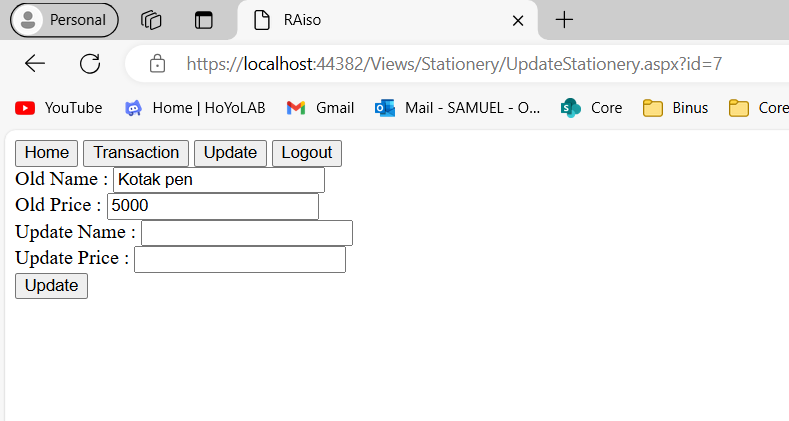 Personal RAiso
https://localhost:44382/Views/Stationery/UpdateStationery.aspx?id=7
YouTube Home | HoYoLAB Gmail Mail - SAMUEL - O... Core Binus Core
Home Transaction Update Logout
Old Name : Kotak pen
Old Price : 5000
Update Name :
Update Price :
Update